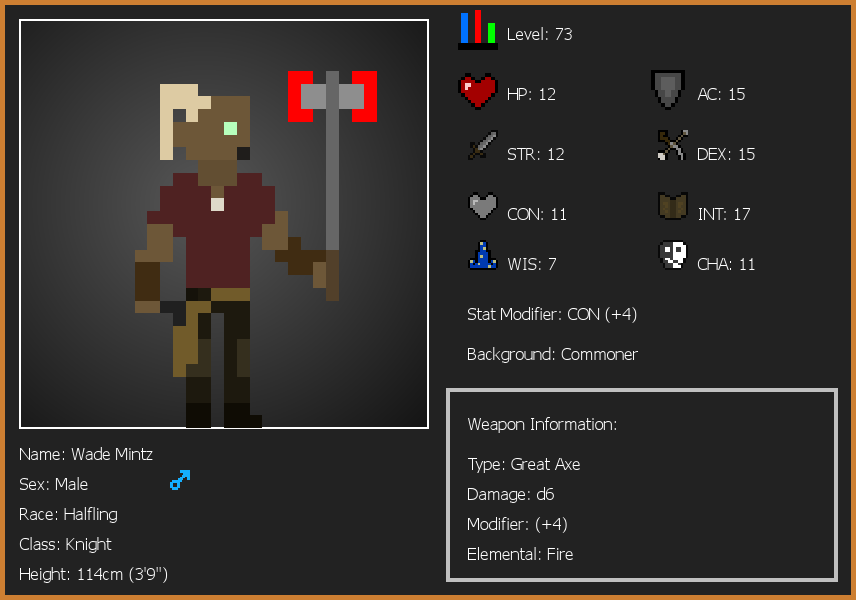 Level: 73
HP: 12
AC: 15
STR: 12
DEX: 15
CON: 11
INT: 17
WIS: 7
CHA: 11
Stat Modifier: CON (+4)
Background: Commoner
Weapon Information:
Type: Great Axe
Damage: d6
Modifier: (+4)
Elemental: Fire
Name: Wade Mintz
Sex: Male
Race: Halfling
Class: Knight
Height: 114cm (3'9")